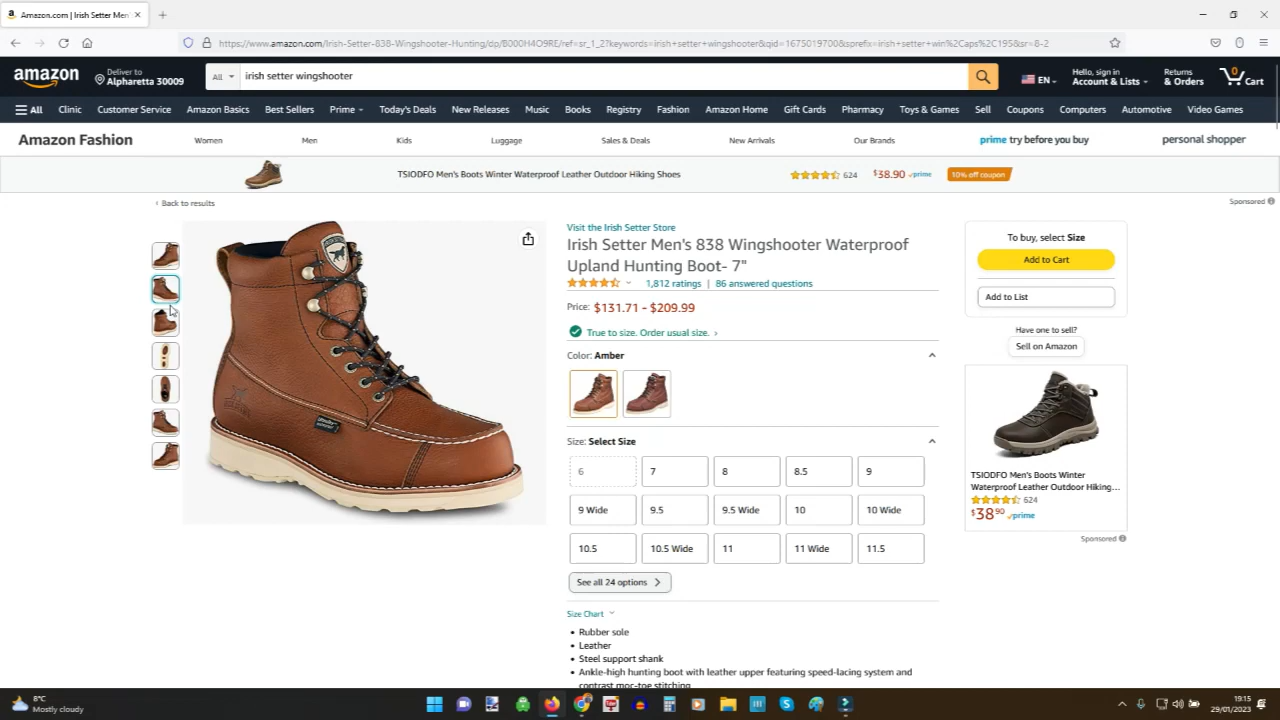 Amazon.com | Irish Setter Men'
https://www.amazon.com/Irish-Setter-838-Wingshooter-Hunting/dp/B000H4O9RE/ref=sr_1_2?keywords=irish+setter+wingshooter&qid=1675019700&sprefix=irish+setter+win%2Caps%2C195&sr=8-2
amazon
Deliver to
Alpharetta 30009
All
irish setter wingshooter
EN
Hello, sign in
Account & Lists
Returns
& Orders
0
Cart
All
Clinic
Customer Service
Amazon Basics
Best Sellers
Prime
Today's Deals
New Releases
Music
Books
Registry
Fashion
Amazon Home
Gift Cards
Pharmacy
Toys & Games
Sell
Coupons
Computers
Automotive
Video Games
Amazon Fashion
Women
Men
Kids
Luggage
Sales & Deals
New Arrivals
Our Brands
prime try before you buy
personal shopper
TSIODFO Men's Boots Winter Waterproof Leather Outdoor Hiking Shoes
624
$38.90 prime
10% off coupon
Sponsored
‹ Back to results
Visit the Irish Setter Store
Irish Setter Men's 838 Wingshooter Waterproof
Upland Hunting Boot- 7"
1,812 ratings | 86 answered questions
Price: $131.71 - $209.99
True to size. Order usual size. ›
Color: Amber
Size: Select Size
6
7
8
8.5
9
9 Wide
9.5
9.5 Wide
10
10 Wide
10.5
10.5 Wide
11
11 Wide
11.5
See all 24 options
Size Chart
• Rubber sole
• Leather
• Steel support shank
• Ankle-high hunting boot with leather upper featuring speed-lacing system and
contrast moc-toe stitching
To buy, select Size
Add to Cart
Add to List
Have one to sell?
Sell on Amazon
TSIODFO Men's Boots Winter
Waterproof Leather Outdoor Hiking...
624
$3890 prime
Sponsored
8°C
Mostly cloudy
19:15
29/01/2023